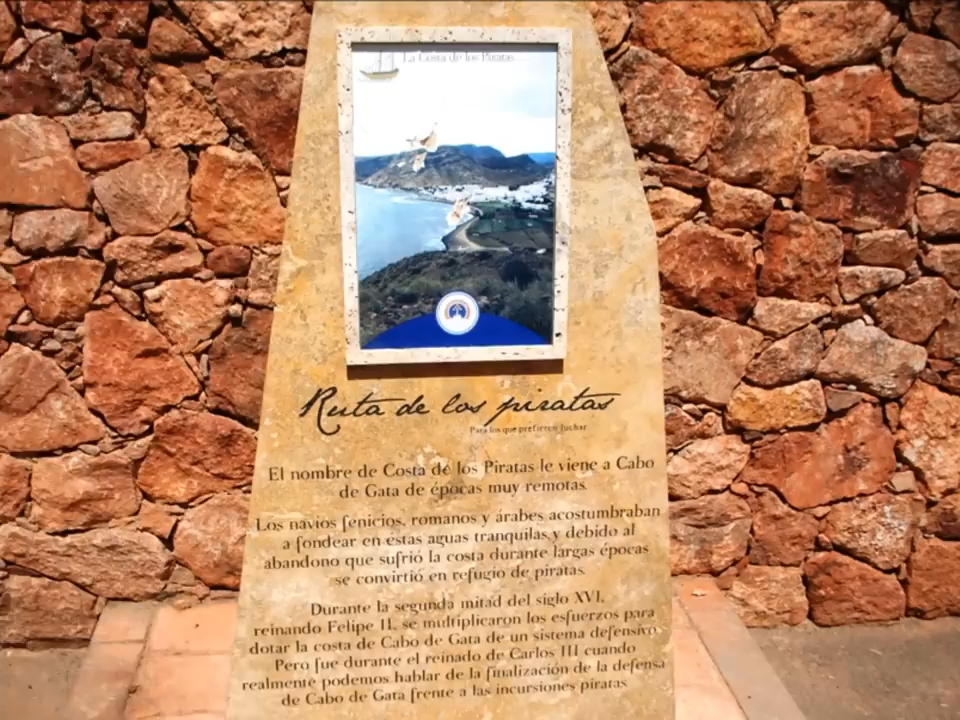 La Costa de los Piratas
Ruta de los piratas
Para los que prefieren luchar
El nombre de Costa de los Piratas le viene a Cabo
de Gata de épocas muy remotas.
Los navíos fenicios, romanos y árabes acostumbraban
a fondear en estas aguas tranquilas, y debido al
abandono que sufrió la costa durante largas épocas
se convirtió en refugio de piratas.
Durante la segunda mitad del siglo XVI,
reinando Felipe II, se multiplicaron los esfuerzos para
dotar la costa de Cabo de Gata de un sistema defensivo.
Pero fue durante el reinado de Carlos III cuando
realmente podemos hablar de la finalización de la defensa
de Cabo de Gata frente a las incursiones piratas